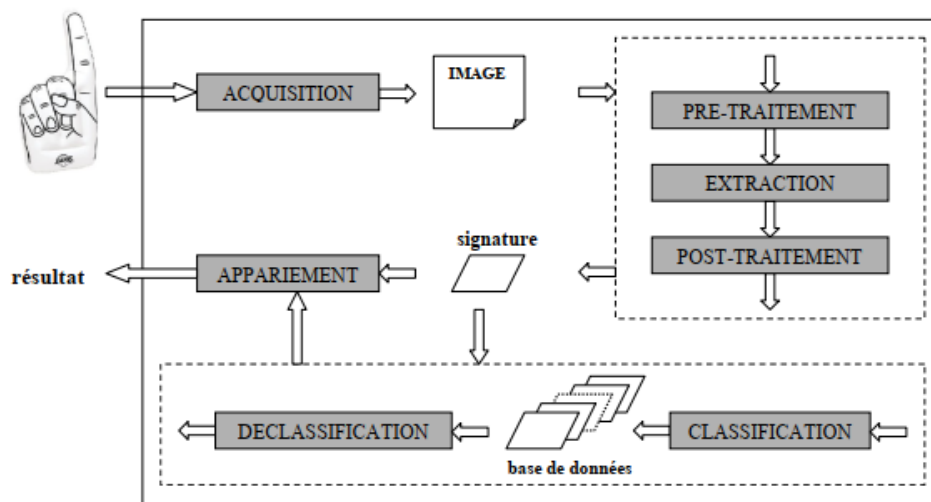 ACQUISITION
IMAGE
PRE-TRAITEMENT
EXTRACTION
POST-TRAITEMENT
signature
APPARIEMENT
résultat
DECLASSIFICATION
base de données
CLASSIFICATION